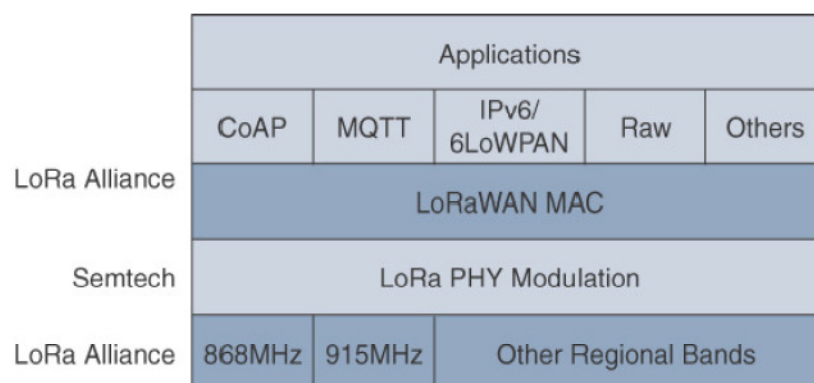 Applications
CoAP MQTT IPv6/ 6LoWPAN Raw Others
LoRa Alliance
LoRaWAN MAC
Semtech LoRa PHY Modulation
LoRa Alliance 868MHz 915MHz Other Regional Bands